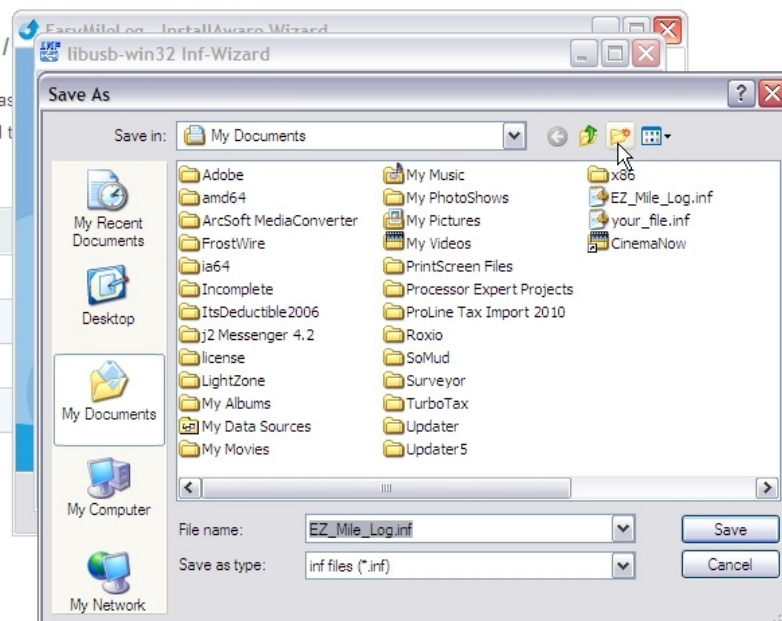 EasyMileLog - InstallAware Wizard
libusb-win32 Inf-Wizard
Save As
Save in:
My Documents
My Recent Documents
Desktop
My Documents
My Computer
My Network
Adobe
amd64
ArcSoft MediaConverter
FrostWire
ia64
Incomplete
ItsDeductible2006
j2 Messenger 4.2
license
LightZone
My Albums
My Data Sources
My Movies
My Music
My PhotoShows
My Pictures
My Videos
PrintScreen Files
Processor Expert Projects
ProLine Tax Import 2010
Roxio
SoMud
Surveyor
TurboTax
Updater
Updater5
x86
EZ_Mile_Log.inf
your_file.inf
CinemaNow
File name:
EZ_Mile_Log.inf
Save
Save as type:
inf files (*.inf)
Cancel